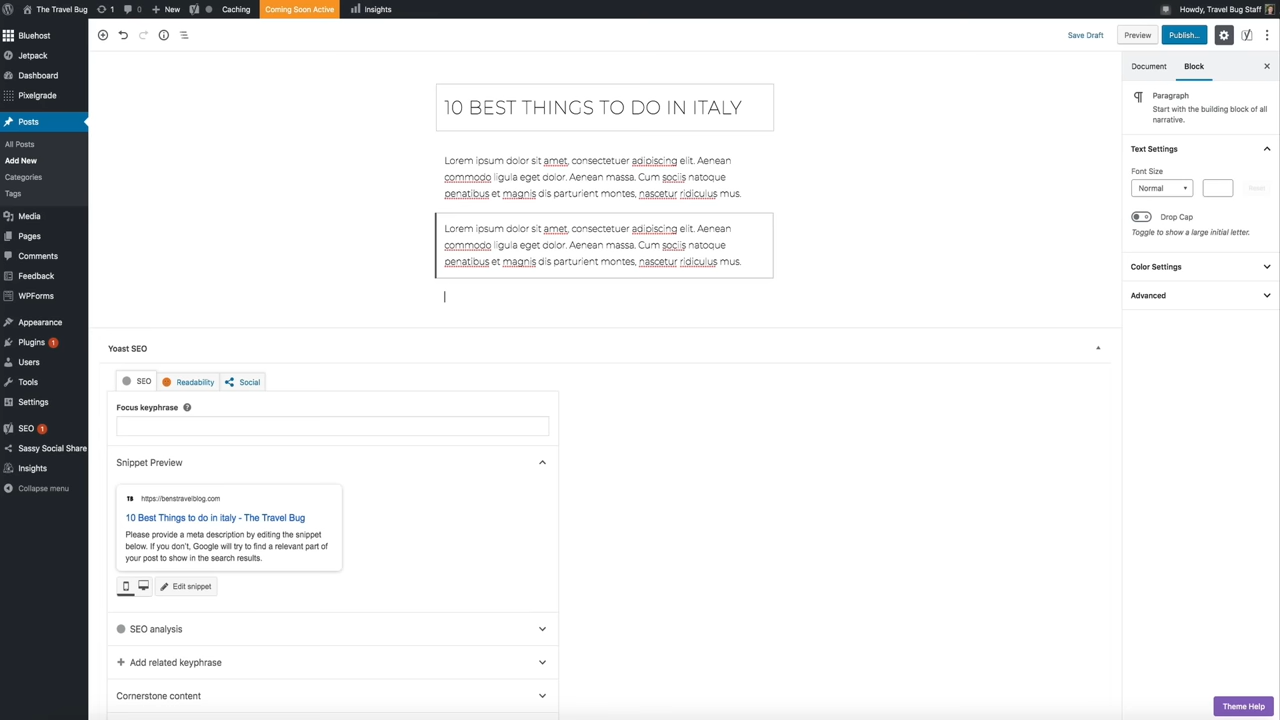 The Travel Bug
1
0
New
Caching
Coming Soon Active
Insights
Howdy, Travel Bug Staff
Bluehost
Jetpack
Dashboard
Pixelgrade
Posts
All Posts
Add New
Categories
Tags
Media
Pages
Comments
Feedback
WPForms
Appearance
Plugins 1
Users
Tools
Settings
SEO 1
Sassy Social Share
Insights
Collapse menu
Save Draft
Preview
Publish...
10 BEST THINGS TO DO IN ITALY
Lorem ipsum dolor sit amet, consectetuer adipiscing elit. Aenean
commodo ligula eget dolor. Aenean massa. Cum sociis natoque
penatibus et magnis dis parturient montes, nascetur ridiculus mus.
Lorem ipsum dolor sit amet, consectetuer adipiscing elit. Aenean
commodo ligula eget dolor. Aenean massa. Cum sociis natoque
penatibus et magnis dis parturient montes, nascetur ridiculus mus.
Yoast SEO
SEO
Readability
Social
Focus keyphrase
Snippet Preview
TB https://benstravelblog.com
10 Best Things to do in italy - The Travel Bug
Please provide a meta description by editing the snippet
below. If you don't, Google will try to find a relevant part of
your post to show in the search results.
Edit snippet
SEO analysis
Add related keyphrase
Cornerstone content
Document
Block
Paragraph
Start with the building block of all
narrative.
Text Settings
Font Size
Normal
Reset
Drop Cap
Toggle to show a large initial letter.
Color Settings
Advanced
Theme Help